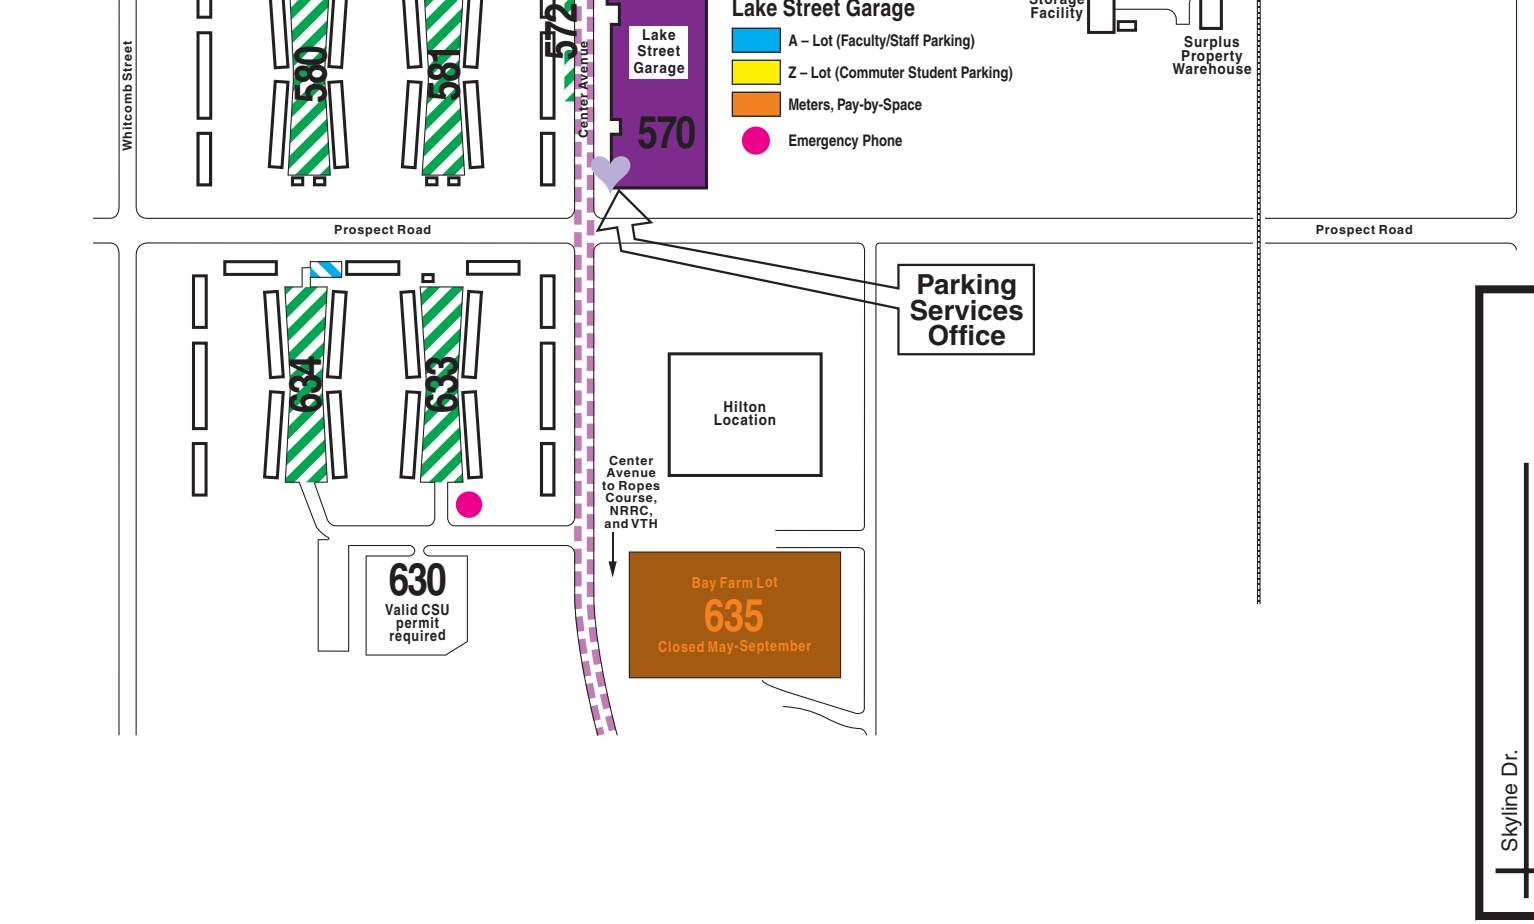 Lake Street Garage
A – Lot (Faculty/Staff Parking)
Z – Lot (Commuter Student Parking)
Meters, Pay-by-Space
Emergency Phone
Storage
Facility
Surplus
Property
Warehouse
Whitcomb Street
580
581
572
Center Avenue
Lake
Street
Garage
570
Prospect Road
Prospect Road
Parking
Services
Office
634
633
Hilton
Location
Center
Avenue
to Ropes
Course,
NRRC,
and VTH
630
Valid CSU
permit
required
Bay Farm Lot
635
Closed May-September
Skyline Dr.